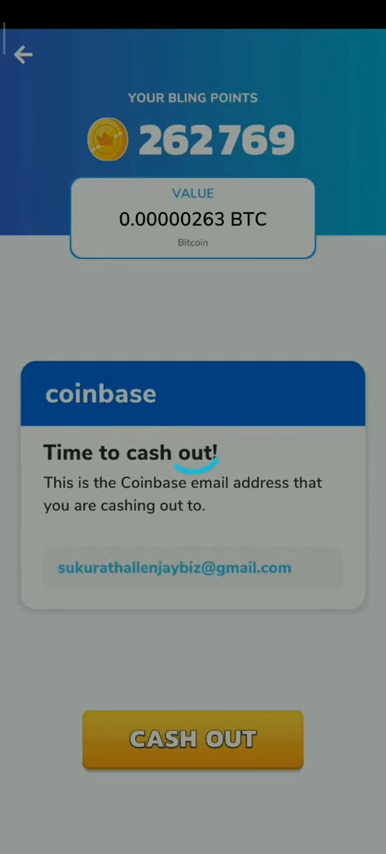 YOUR BLING POINTS
262769
VALUE
0.00000263 BTC
Bitcoin
coinbase
Time to cash out!
This is the Coinbase email address that
you are cashing out to.
sukurathallenjaybiz@gmail.com
CASH OUT